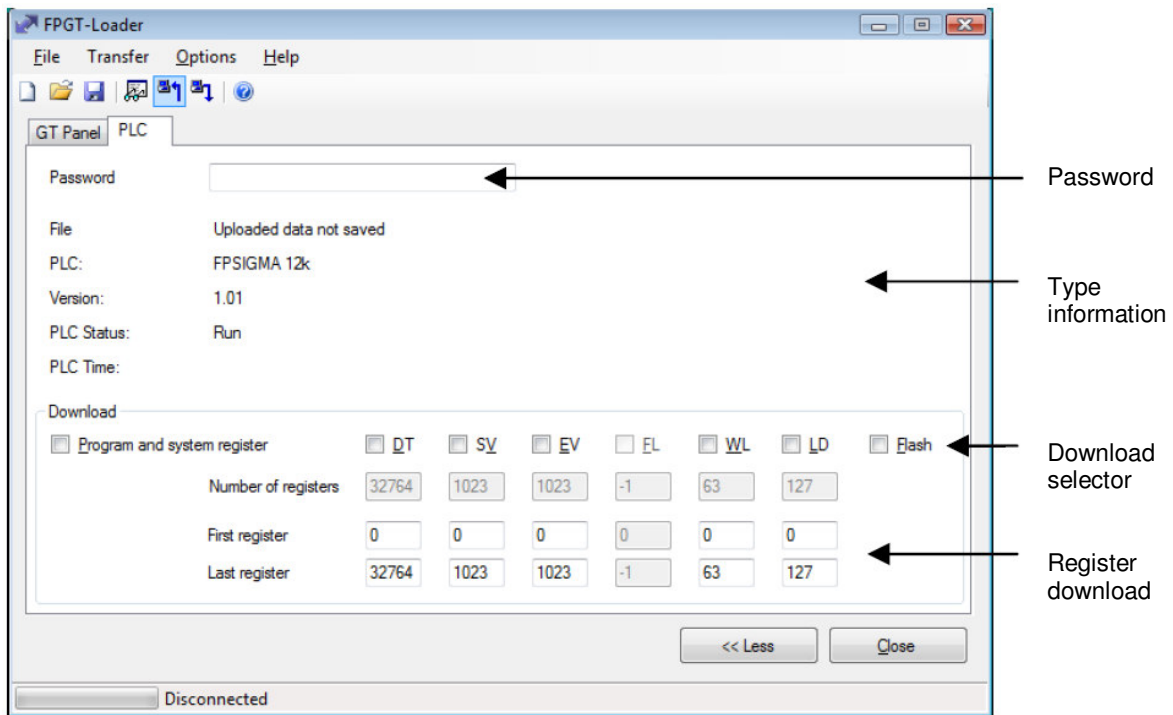 FPGT-Loader
File Transfer Options Help
GT Panel PLC
Password
Password
File Uploaded data not saved
PLC: FPSIGMA 12k
Type
information
Version: 1.01
PLC Status: Run
PLC Time:
Download
Program and system register DT SV EV FL WL LD Flash
Download
selector
Number of registers 32764 1023 1023 -1 63 127
First register 0 0 0 0 0 0
Register
download
Last register 32764 1023 1023 -1 63 127
<< Less Close
Disconnected